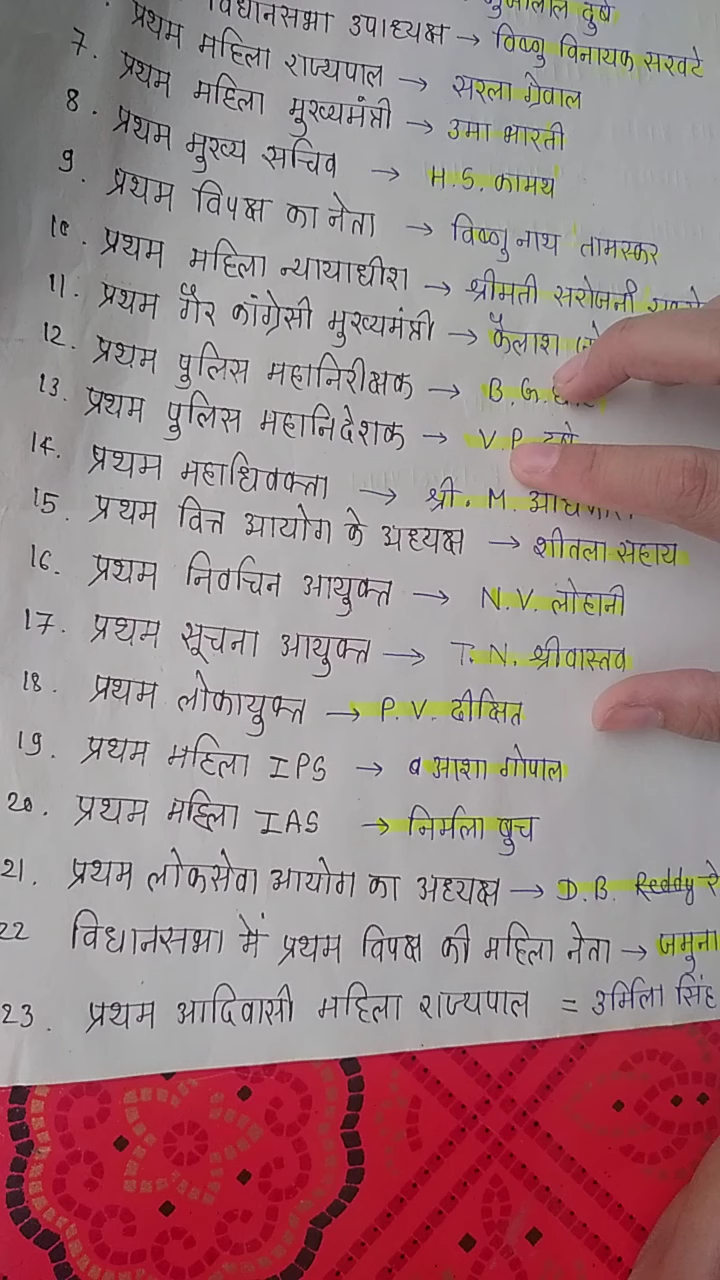 दुबे
विधानसभा उपाध्यक्ष → विष्णु विनायक सरवटे
7. प्रथम महिला राज्यपाल → सरला ग्रेवाल
8. प्रथम महिला मुख्यमंत्री → उमा भारती
9. प्रथम मुख्य सचिव → H.S. कामथ
10. प्रथम विपक्ष का नेता → विष्णु नाथ तामस्कर
11. प्रथम महिला न्यायाधीश → श्रीमती सरोजनी
12. प्रथम गैर कांग्रेसी मुख्यमंत्री → कैलाश
13. प्रथम पुलिस महानिरीक्षक → B.G.
14. प्रथम पुलिस महानिदेशक → V.P.
15. प्रथम महाधिवक्ता → श्री. M.
16. प्रथम वित्त आयोग के अध्यक्ष → शीतला सहाय
17. प्रथम निर्वाचन आयुक्त → N.V. लोहानी
18. प्रथम सूचना आयुक्त → T.N. श्रीवास्तव
19. प्रथम लोकायुक्त → P.V. दीक्षित
20. प्रथम महिला IPS → आशा गोपाल
21. प्रथम महिला IAS → निर्मला बुच
22 प्रथम लोकसेवा आयोग का अध्यक्ष → D.B. Reddy
23. विधानसभा में प्रथम विपक्ष की महिला नेता → जमुना
प्रथम आदिवासी महिला राज्यपाल = उर्मिला सिंह